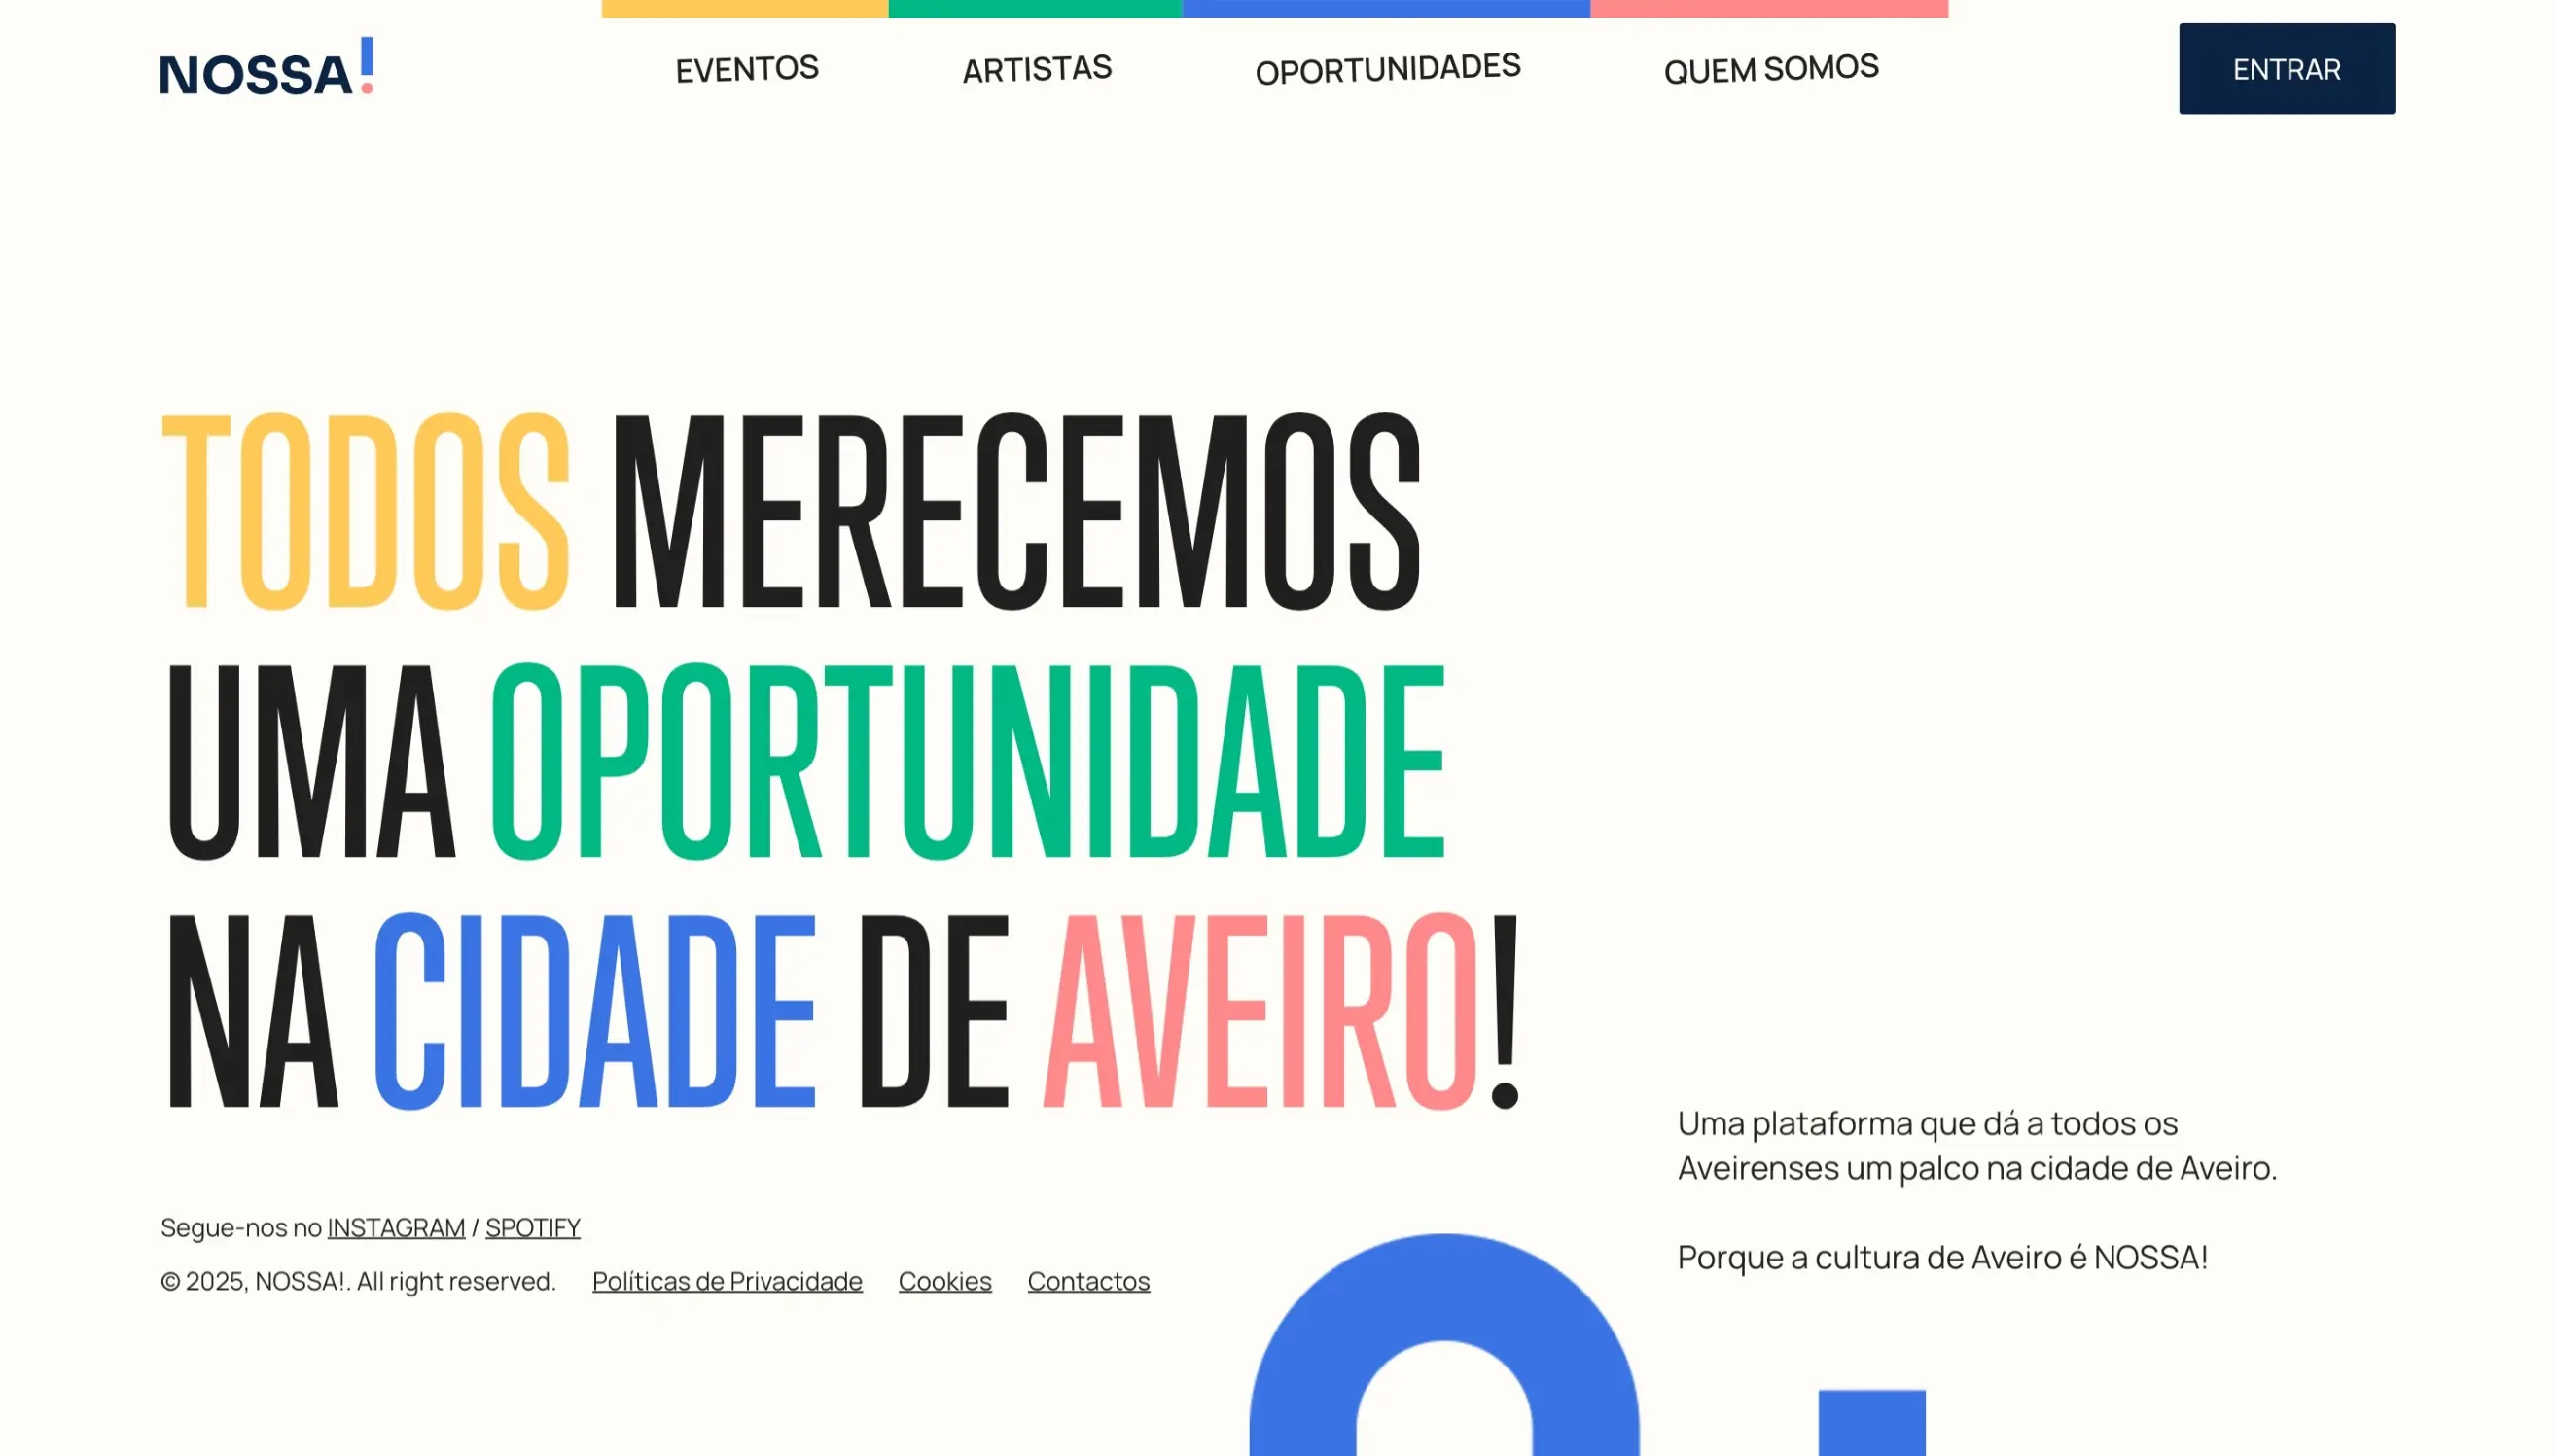 NOSSA!
EVENTOS
ARTISTAS
OPORTUNIDADES
QUEM SOMOS
ENTRAR
TODOS MERECEMOS
UMA OPORTUNIDADE
NA CIDADE DE AVEIRO!
Uma plataforma que dá a todos os
Aveirenses um palco na cidade de Aveiro.
Porque a cultura de Aveiro é NOSSA!
Segue-nos no INSTAGRAM / SPOTIFY
© 2025, NOSSA!. All right reserved. Políticas de Privacidade Cookies Contactos